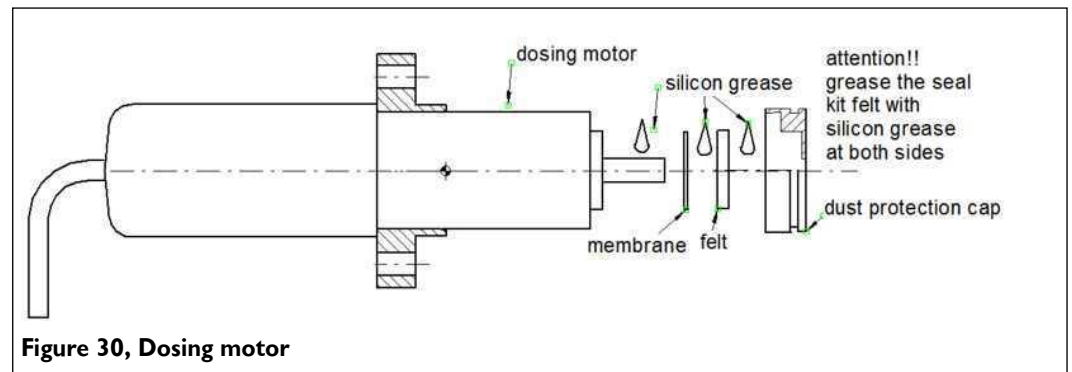 dosing motor
silicon grease
attention!!
grease the seal
kit felt with
silicon grease
at both sides
dust protection cap
membrane
felt
Figure 30, Dosing motor